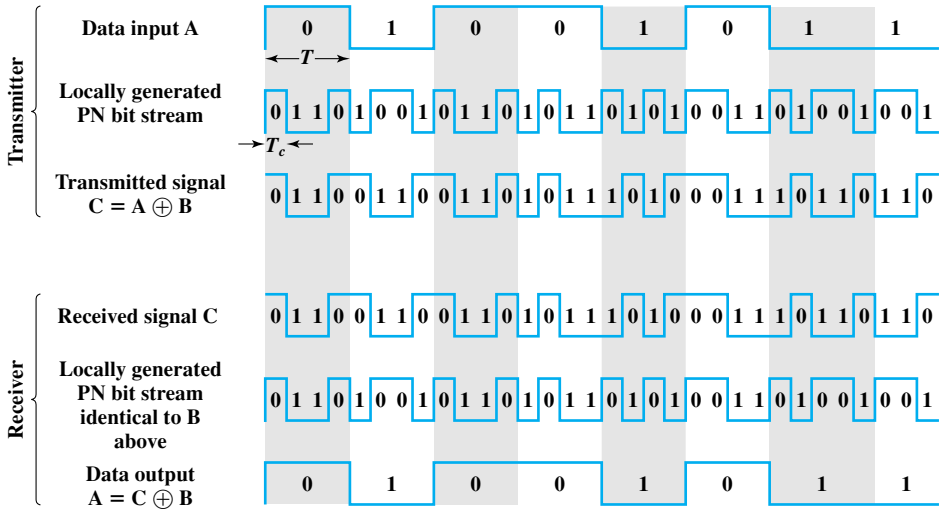 Transmitter
Data input A
0 1 0 0 1 0 1 1
T
Locally generated
PN bit stream
0 1 1 0 1 0 0 1 0 1 1 0 1 0 1 1 0 1 0 1 0 0 1 1 0 1 0 0 1 0 0 1
Tc
Transmitted signal
C = A ⊕ B
0 1 1 0 0 1 1 0 0 1 1 0 1 0 1 1 1 0 1 0 0 0 1 1 1 0 1 1 0 1 1 0
Receiver
Received signal C
0 1 1 0 0 1 1 0 0 1 1 0 1 0 1 1 1 0 1 0 0 0 1 1 1 0 1 1 0 1 1 0
Locally generated
PN bit stream
identical to B
above
0 1 1 0 1 0 0 1 0 1 1 0 1 0 1 1 0 1 0 1 0 0 1 1 0 1 0 0 1 0 0 1
Data output
A = C ⊕ B
0 1 0 0 1 0 1 1